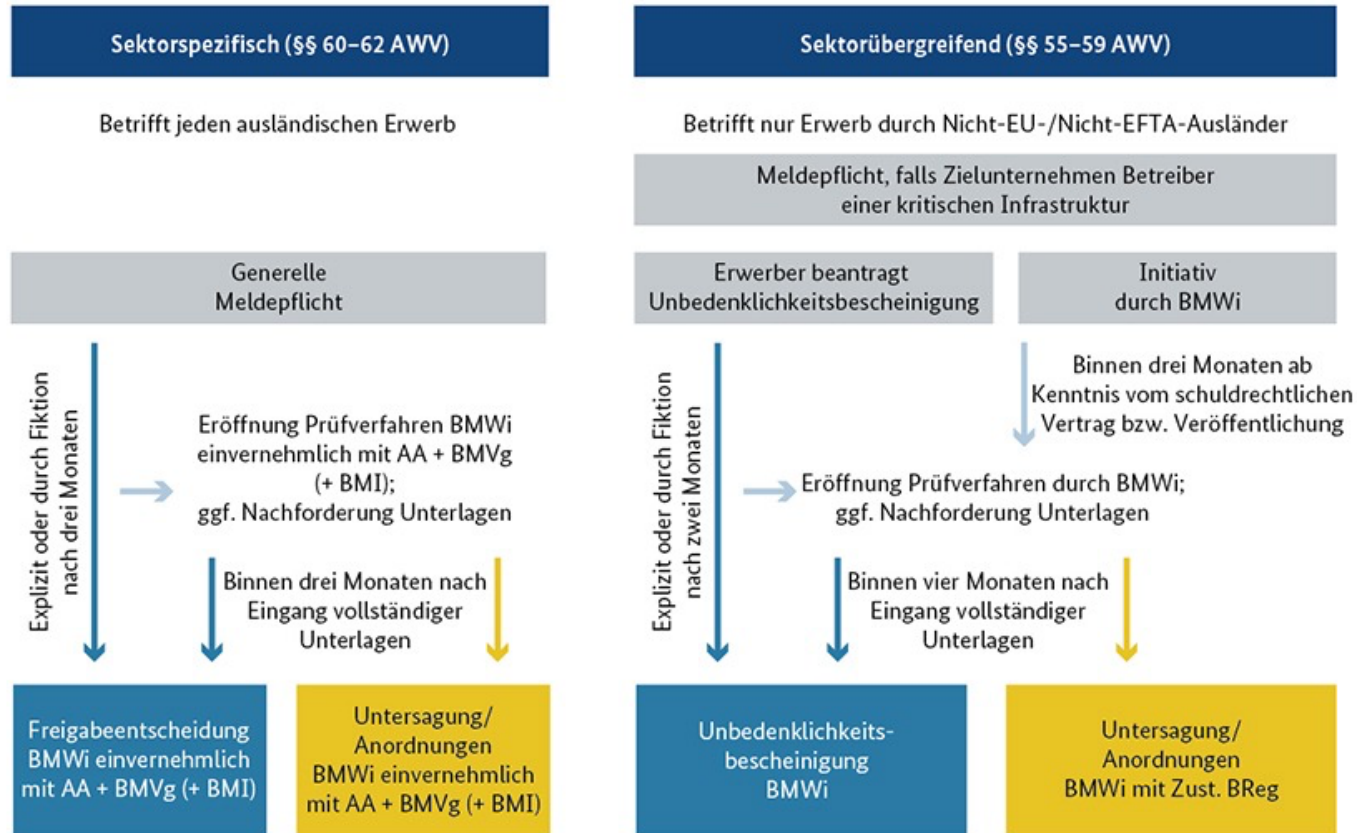 Sektorspezifisch (§§ 60–62 AWV)
Betrifft jeden ausländischen Erwerb
Generelle
Meldepflicht
Explizit oder durch Fiktion
nach drei Monaten
Eröffnung Prüfverfahren BMWi
einvernehmlich mit AA + BMVg
(+ BMI);
ggf. Nachforderung Unterlagen
Binnen drei Monaten nach
Eingang vollständiger
Unterlagen
Freigabeentscheidung
BMWi einvernehmlich
mit AA + BMVg (+ BMI)
Untersagung/
Anordnungen
BMWi einvernehmlich
mit AA + BMVg (+ BMI)
Sektorübergreifend (§§ 55–59 AWV)
Betrifft nur Erwerb durch Nicht-EU-/Nicht-EFTA-Ausländer
Meldepflicht, falls Zielunternehmen Betreiber
einer kritischen Infrastruktur
Erwerber beantragt
Unbedenklichkeitsbescheinigung
Initiativ
durch BMWi
Explizit oder durch Fiktion
nach zwei Monaten
Binnen drei Monaten ab
Kenntnis vom schuldrechtlichen
Vertrag bzw. Veröffentlichung
Eröffnung Prüfverfahren durch BMWi;
ggf. Nachforderung Unterlagen
Binnen vier Monaten nach
Eingang vollständiger
Unterlagen
Unbedenklichkeits-
bescheinigung
BMWi
Untersagung/
Anordnungen
BMWi mit Zust. BReg